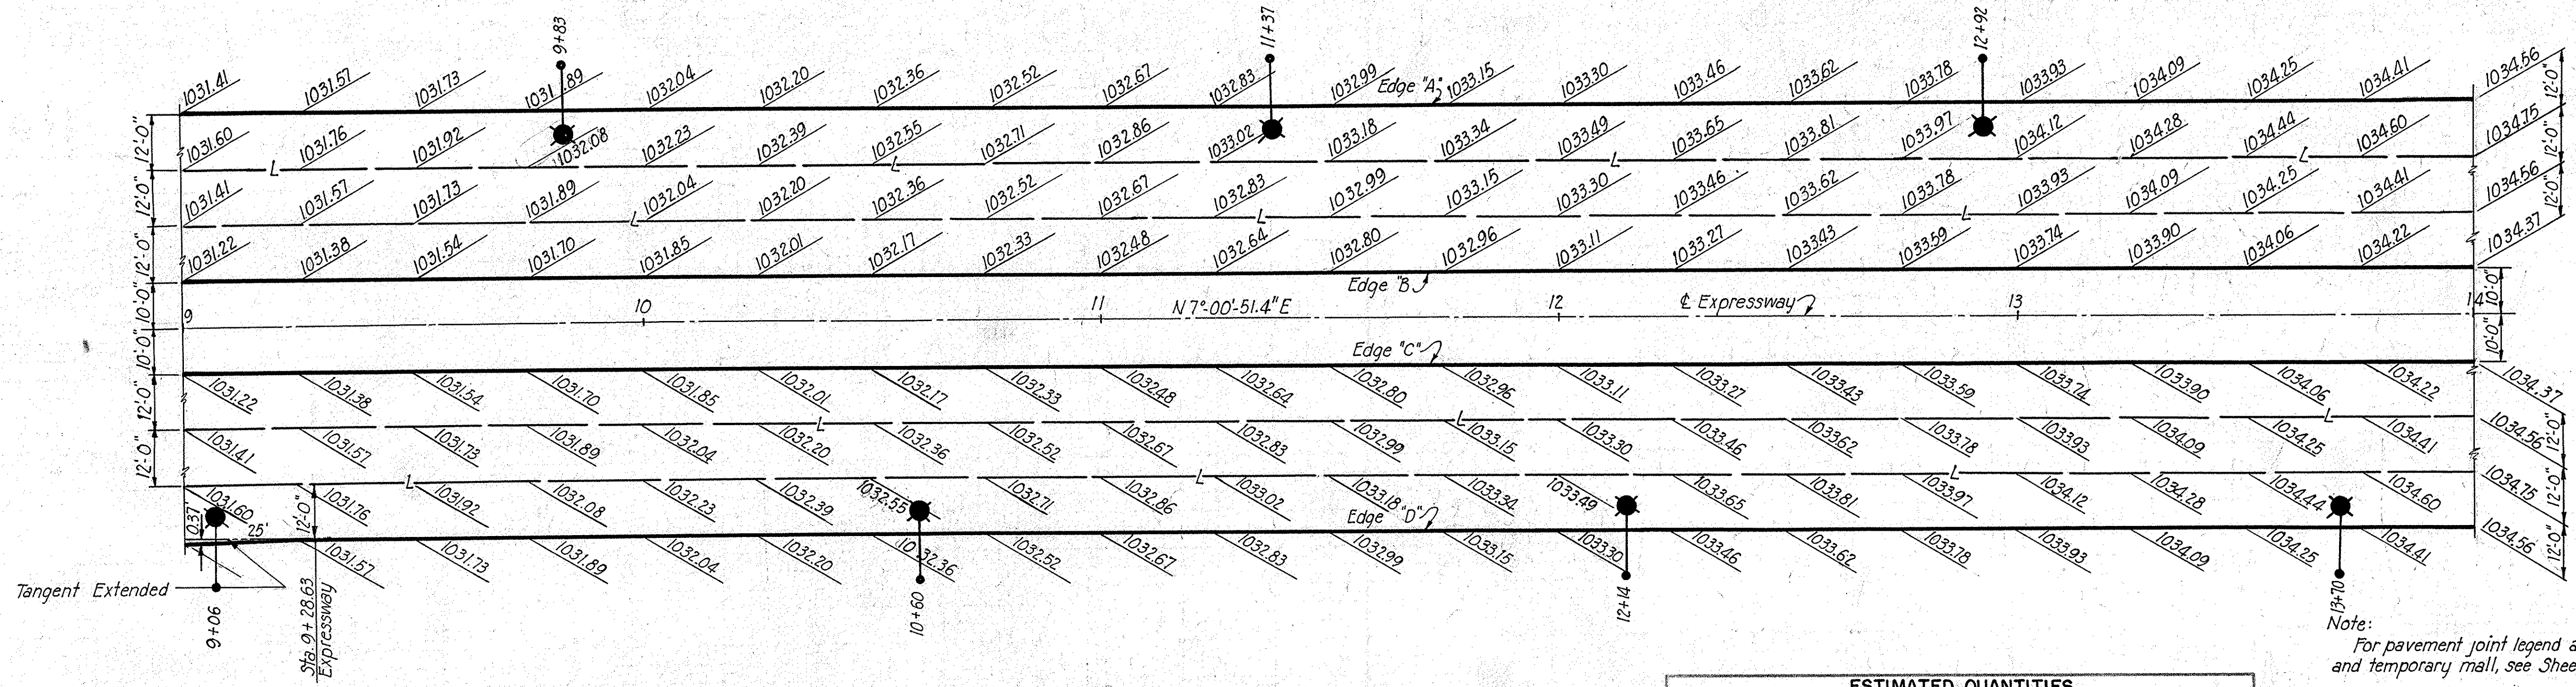 9+83
11+37
12+92
1031.41 1031.57 1031.73 1031.89 1032.04 1032.20 1032.36 1032.52 1032.67 1032.83 1032.99 Edge "A" 1033.15 1033.30 1033.46 1033.62 1033.78 1033.93 1034.09 1034.25 1034.41 1034.56
12'-0" 12'-0"
1031.60 1031.76 1031.92 1032.08 1032.23 1032.39 1032.55 1032.71 1032.86 1033.02 1033.18 1033.34 1033.49 1033.65 1033.81 1033.97 1034.12 1034.28 1034.44 1034.60 1034.75
L L L L
12'-0" 12'-0"
1031.41 1031.57 1031.73 1031.89 1032.04 1032.20 1032.36 1032.52 1032.67 1032.83 1032.99 1033.15 1033.30 1033.46 1033.62 1033.78 1033.93 1034.09 1034.25 1034.41 1034.56
L L L
12'-0" 12'-0"
1031.22 1031.38 1031.54 1031.70 1031.85 1032.01 1032.17 1032.33 1032.48 1032.64 1032.80 1032.96 1033.11 1033.27 1033.43 1033.59 1033.74 1033.90 1034.06 1034.22 1034.37
Edge "B"
10'-0" 10'-0"
9 10 11 N 7°-00'-51.4" E 12 ℄ Expressway 13 14
10'-0" 10'-0"
Edge "C"
1031.22 1031.38 1031.54 1031.70 1031.85 1032.01 1032.17 1032.33 1032.48 1032.64 1032.80 1032.96 1033.11 1033.27 1033.43 1033.59 1033.74 1033.90 1034.06 1034.22 1034.37
12'-0" 12'-0"
L L L
1031.41 1031.57 1031.73 1031.89 1032.04 1032.20 1032.36 1032.52 1032.67 1032.83 1032.99 1033.15 1033.30 1033.46 1033.62 1033.78 1033.93 1034.09 1034.25 1034.41 1034.56
12'-0" 12'-0"
L L L
1031.60 1031.76 1031.92 1032.08 1032.23 1032.39 1032.55 1032.71 1032.86 1033.02 1033.18 1033.34 1033.49 1033.65 1033.81 1033.97 1034.12 1034.28 1034.44 1034.60 1034.75
0.37' 25' 12'-0" Edge "D" 12'-0"
1031.57 1031.73 1031.89 1032.04 1032.20 1032.36 1032.52 1032.67 1032.83 1032.99 1033.15 1033.30 1033.46 1033.62 1033.78 1033.93 1034.09 1034.25 1034.41 1034.56
Tangent Extended
9+06
Sta. 9+28.63
Expressway
10+60
12+14
13+70
Note:
For pavement joint legend
and temporary mall, see
ESTIMATED QUANTITIES